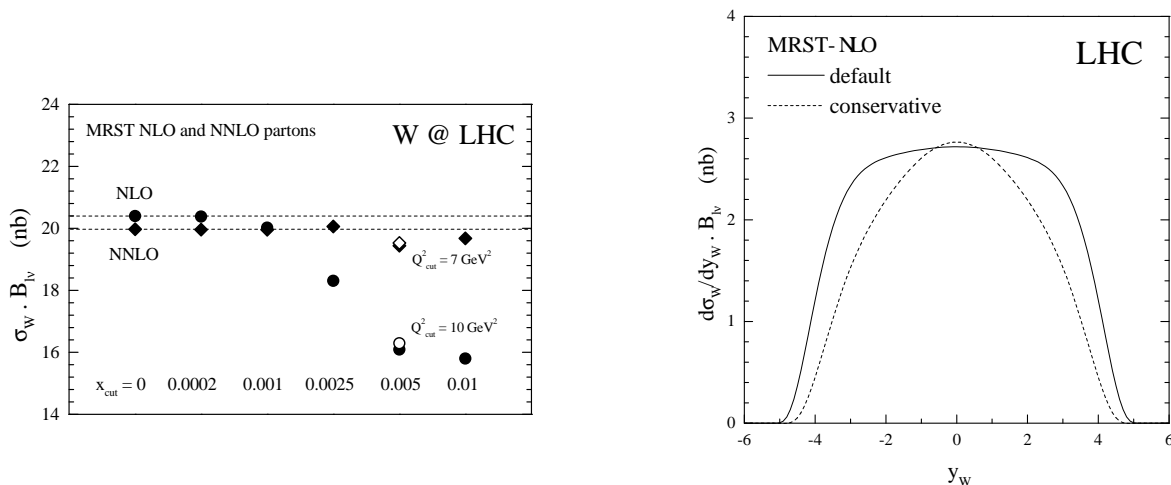 MRST NLO and NNLO partons
W @ LHC
NLO
NNLO
Q²cut = 7 GeV²
Q²cut = 10 GeV²
xcut = 0 0.0002 0.001 0.0025 0.005 0.01
24
22
20
18
16
14
σW . Blν (nb)
MRST- NLO
LHC
default
conservative
4
3
2
1
0
dσW/dyW . Blν (nb)
-6 -4 -2 0 2 4 6
yW